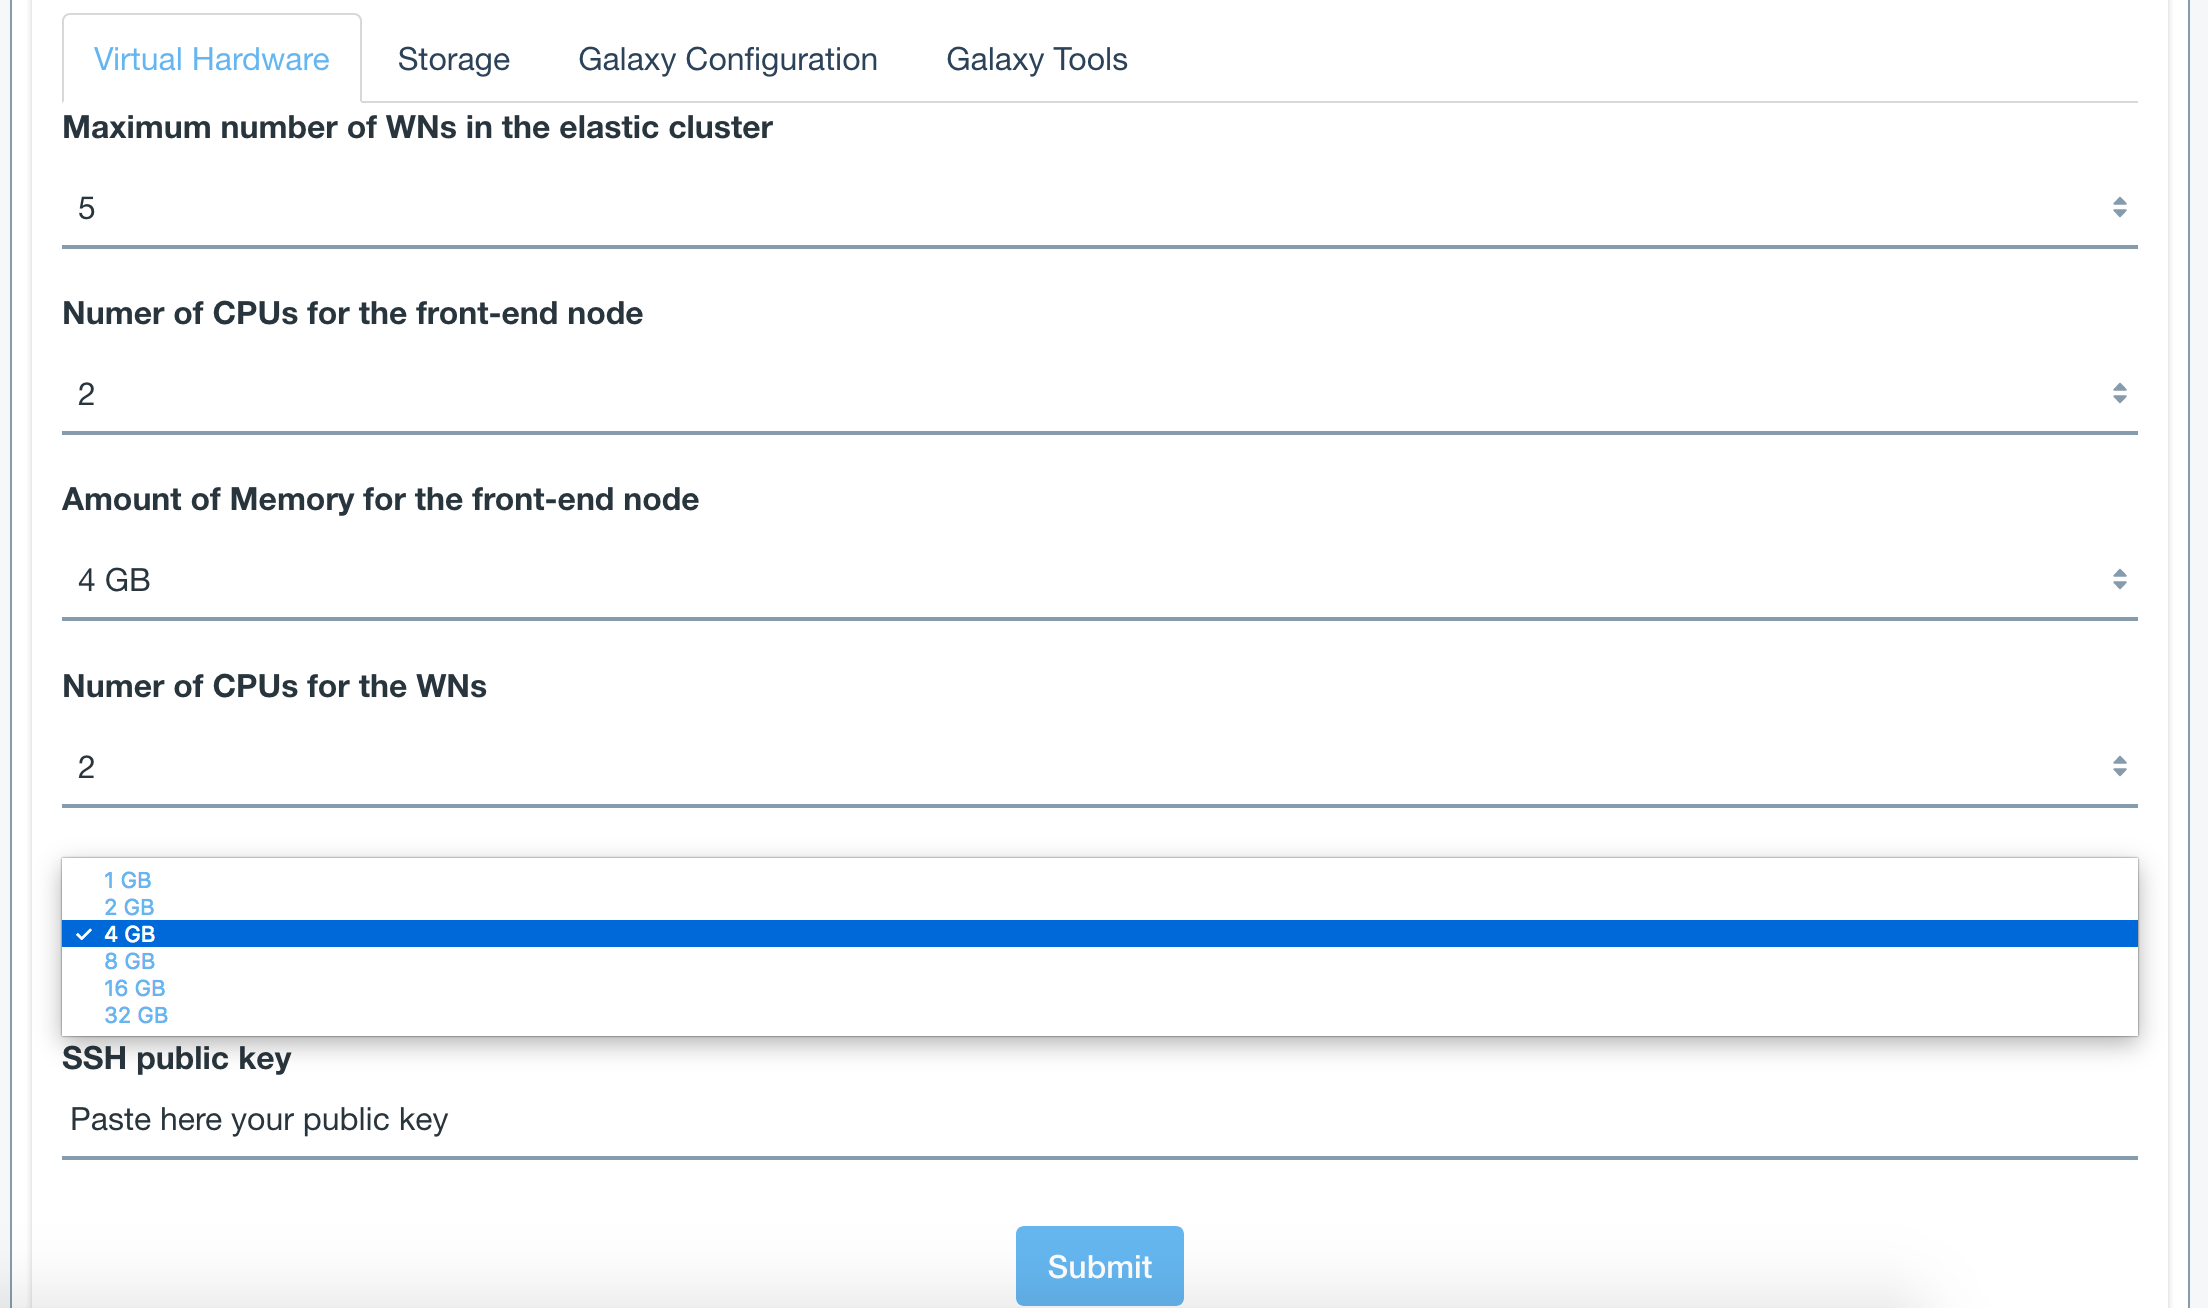 Virtual Hardware Storage Galaxy Configuration Galaxy Tools
Maximum number of WNs in the elastic cluster
5
Numer of CPUs for the front-end node
2
Amount of Memory for the front-end node
4 GB
Numer of CPUs for the WNs
2
1 GB
2 GB
4 GB
8 GB
16 GB
32 GB
SSH public key
Paste here your public key
Submit